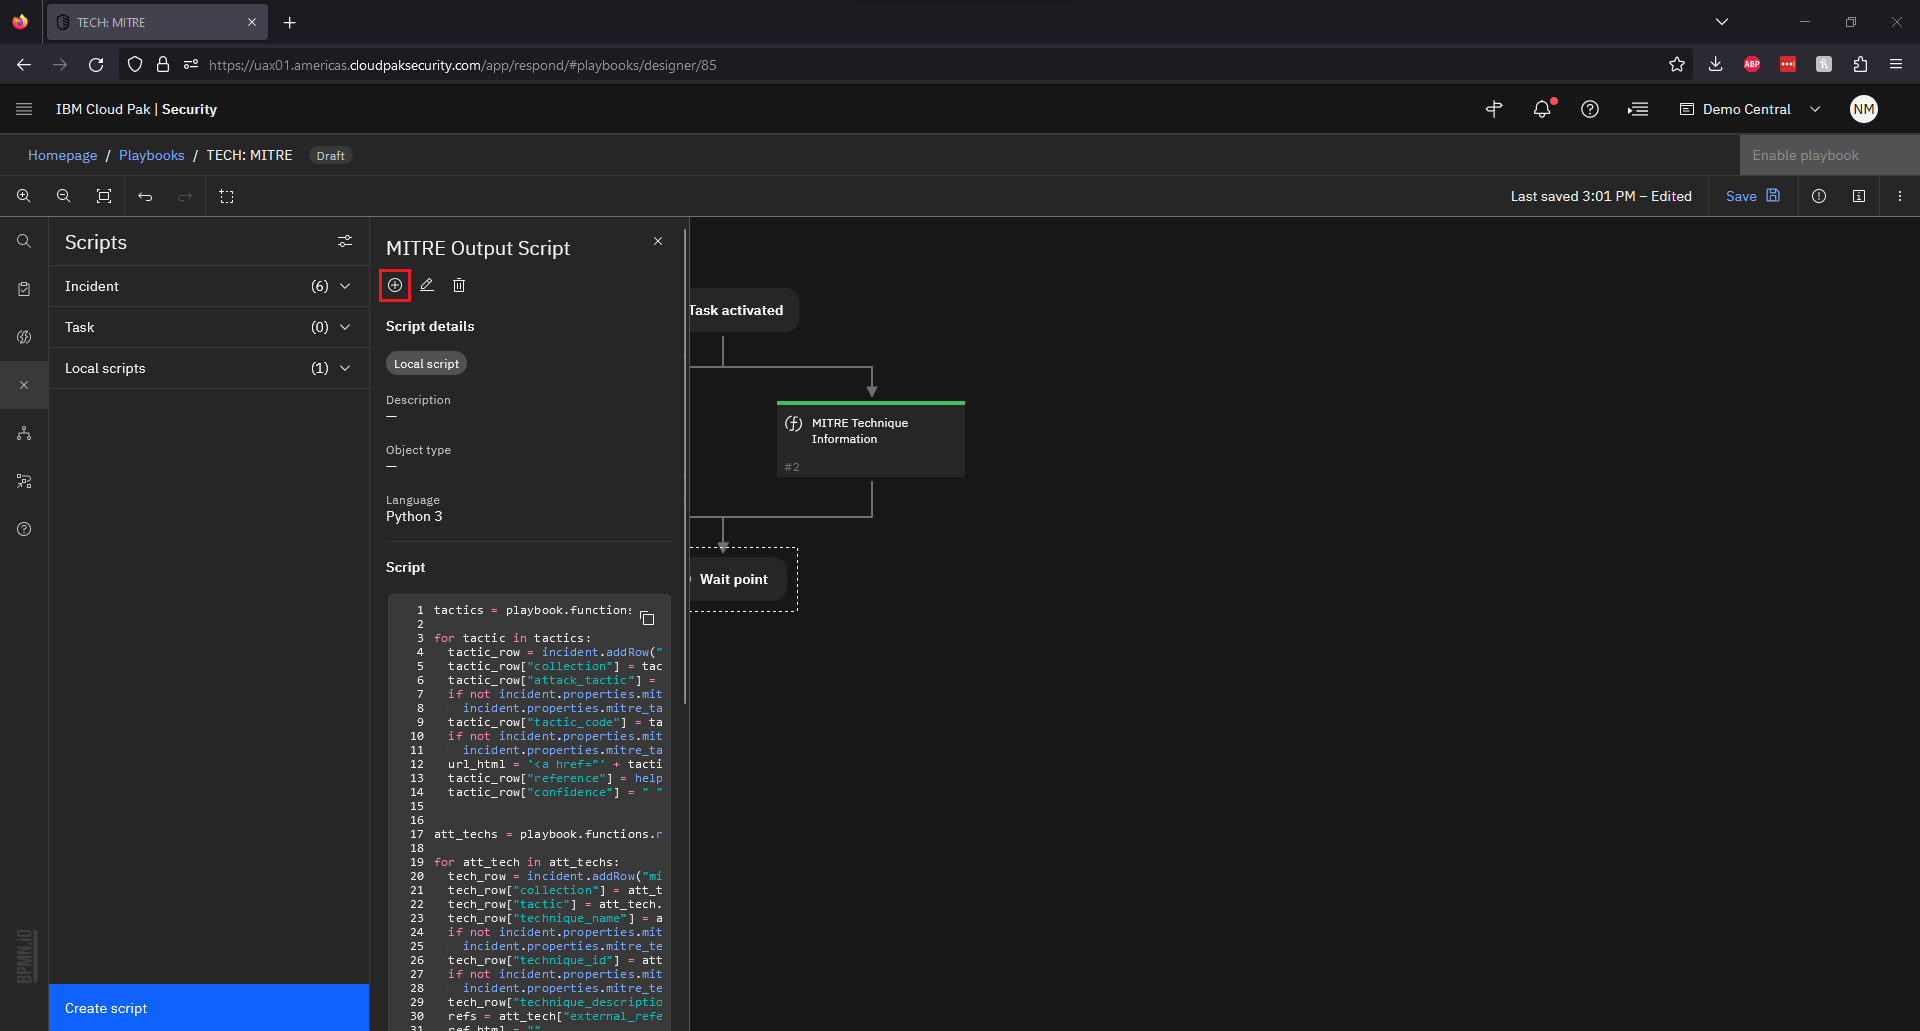 TECH: MITRE
https://uax01.americas.cloudpaksecurity.com/app/respond/#playbooks/designer/85
ABP
IBM Cloud Pak | Security
Demo Central
NM
Homepage / Playbooks / TECH: MITRE Draft
Enable playbook
Last saved 3:01 PM – Edited
Save
Scripts
Incident (6)
Task (0)
Local scripts (1)
Create script
BPMN.iO
MITRE Output Script
Script details
Local script
Description
—
Object type
—
Language
Python 3
Script
1 tactics = playbook.functions
2
3 for tactic in tactics:
4 tactic_row = incident.addRow("
5 tactic_row["collection"] = tac
6 tactic_row["attack_tactic"] =
7 if not incident.properties.mit
8 incident.properties.mitre_ta
9 tactic_row["tactic_code"] = ta
10 if not incident.properties.mit
11 incident.properties.mitre_ta
12 url_html = '<a href="' + tacti
13 tactic_row["reference"] = help
14 tactic_row["confidence"] = " "
15
16
17 att_techs = playbook.functions.r
18
19 for att_tech in att_techs:
20 tech_row = incident.addRow("mi
21 tech_row["collection"] = att_t
22 tech_row["tactic"] = att_tech.
23 tech_row["technique_name"] = a
24 if not incident.properties.mit
25 incident.properties.mitre_te
26 tech_row["technique_id"] = att
27 if not incident.properties.mit
28 incident.properties.mitre_te
29 tech_row["technique_descriptio
30 refs = att_tech["external_refe
31 ref_html = ""
Task activated
MITRE Technique
Information
#2
Wait point